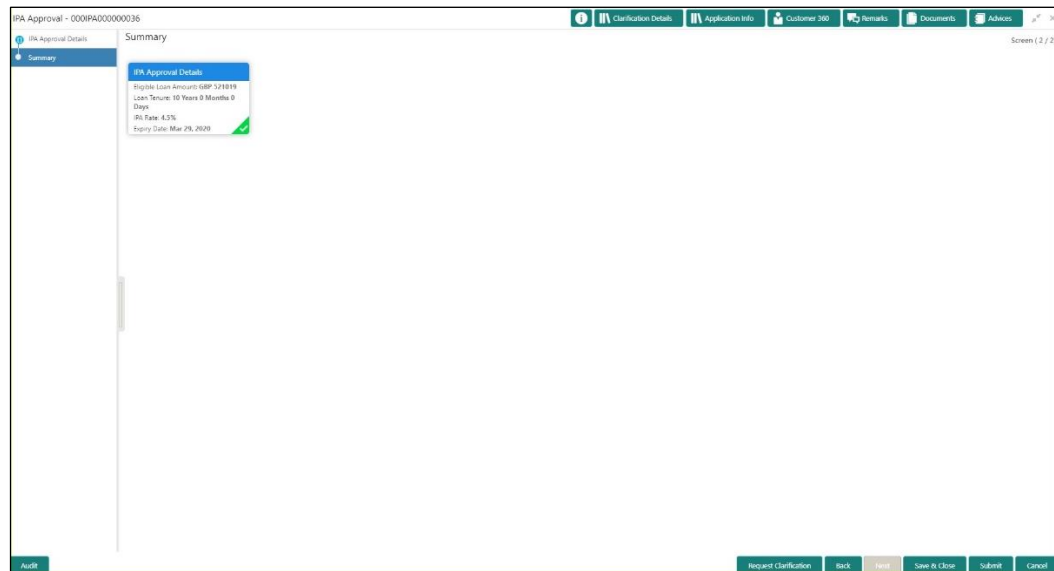 IPA Approval - 000IPA000000036
Clarification Details
Application Info
Customer 360
Remarks
Documents
Advices
IPA Approval Details
Summary
Summary
Screen ( 2 / 2
IPA Approval Details
Eligible Loan Amount: GBP 521019
Loan Tenure: 10 Years 0 Months 0
Days
IPA Rate: 4.5%
Expiry Date: Mar 29, 2020
Audit
Request Clarification
Back
Next
Save & Close
Submit
Cancel